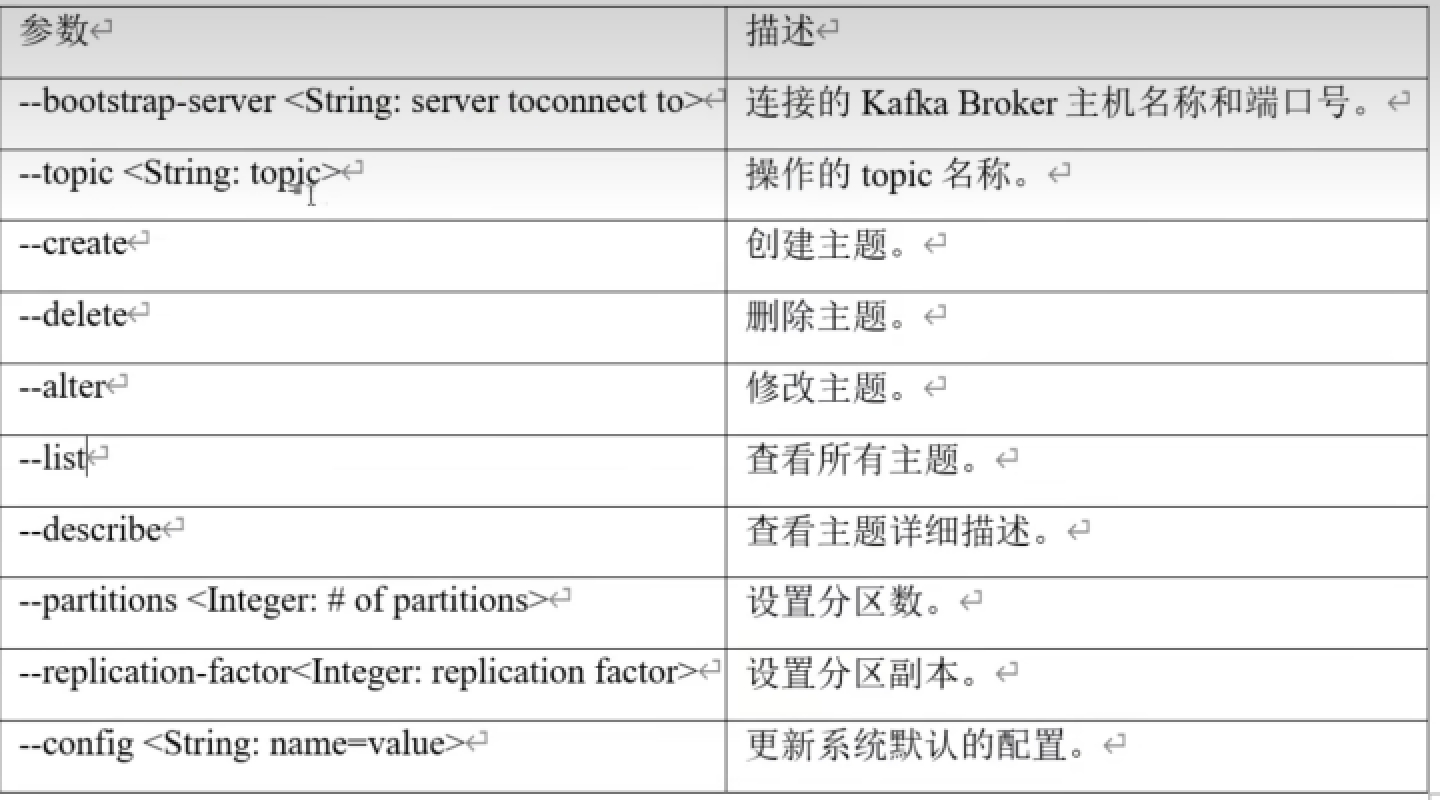 参数 描述
--bootstrap-server <String: server toconnect to> 连接的 Kafka Broker 主机名称和端口号。
--topic <String: topic> 操作的 topic 名称。
--create 创建主题。
--delete 删除主题。
--alter 修改主题。
--list 查看所有主题。
--describe 查看主题详细描述。
--partitions <Integer: # of partitions> 设置分区数。
--replication-factor<Integer: replication factor> 设置分区副本。
--config <String: name=value> 更新系统默认的配置。